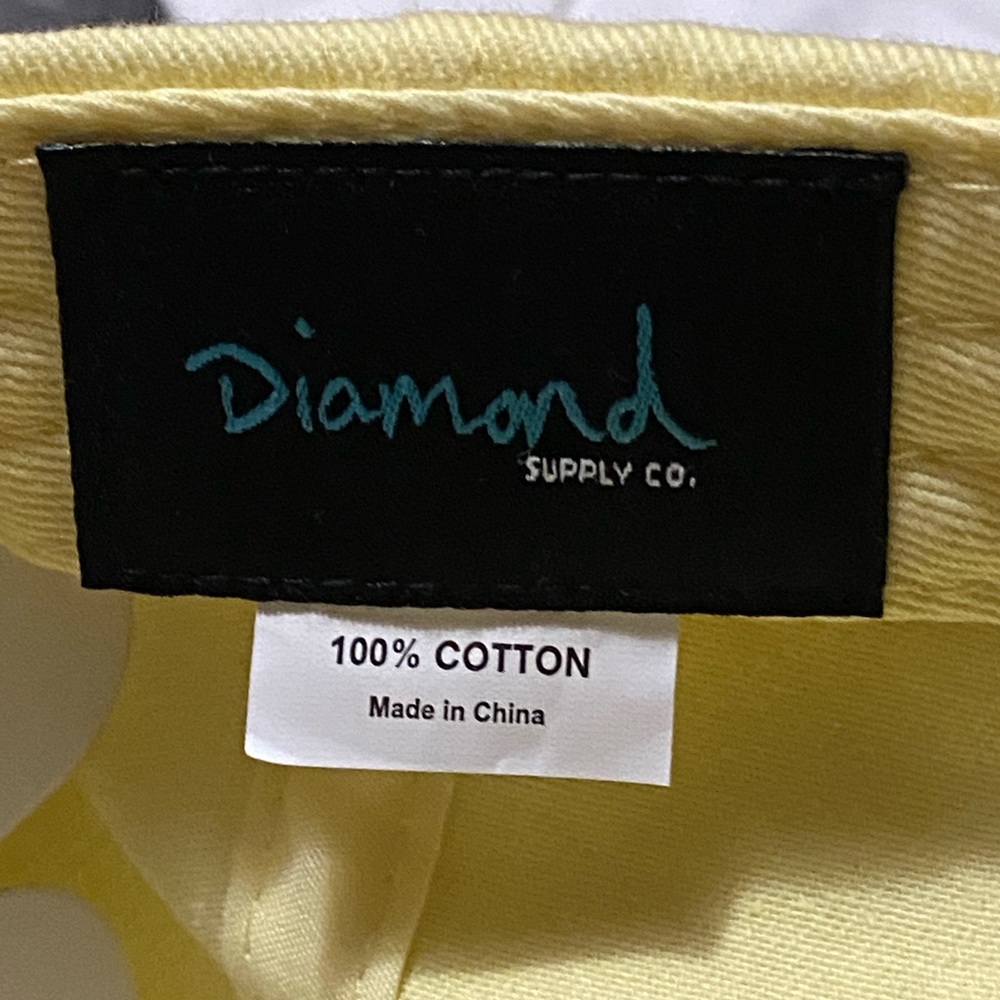 Diamond
SUPPLY CO.
100% COTTON
Made in China